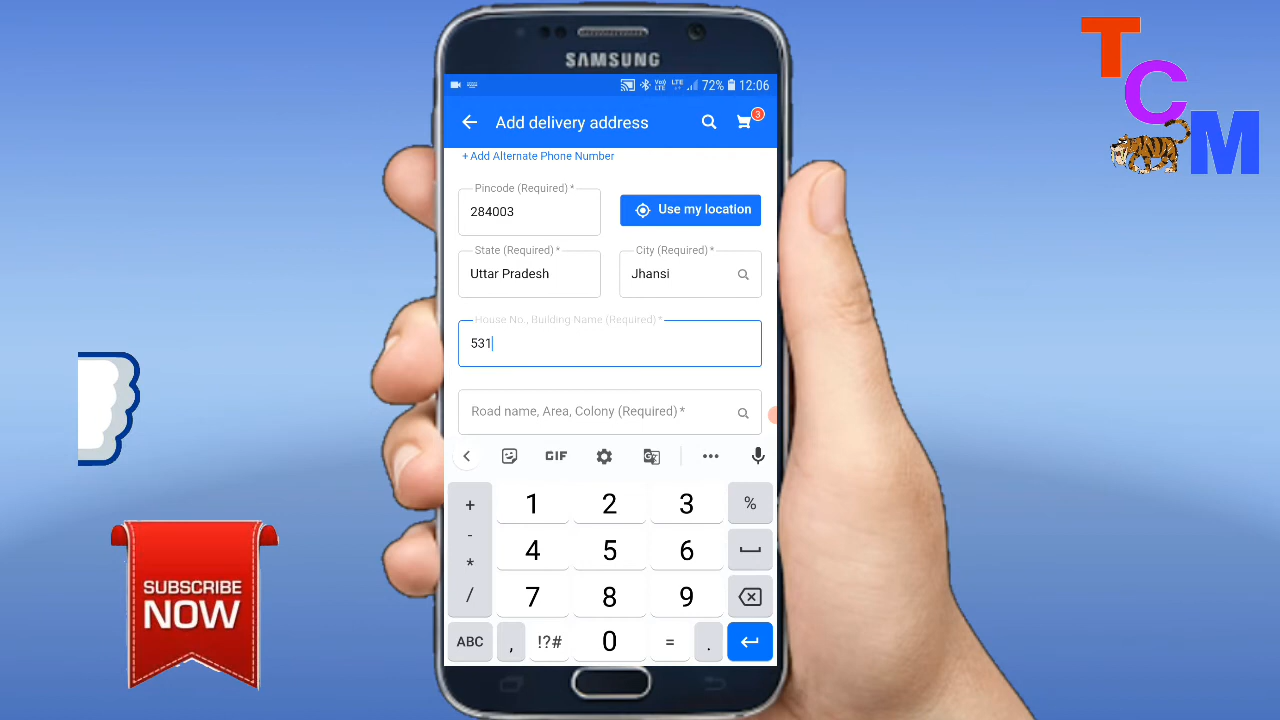 T
C
M
SAMSUNG
LTE 72% 12:06
Add delivery address
3
+ Add Alternate Phone Number
Pincode (Required) *
284003
Use my location
State (Required) *
Uttar Pradesh
City (Required) *
Jhansi
House No., Building Name (Required) *
531
Road name, Area, Colony (Required) *
GIF
+ 1 2 3 %
- 4 5 6
*
/ 7 8 9
ABC , !?# 0 = .
SUBSCRIBE
NOW